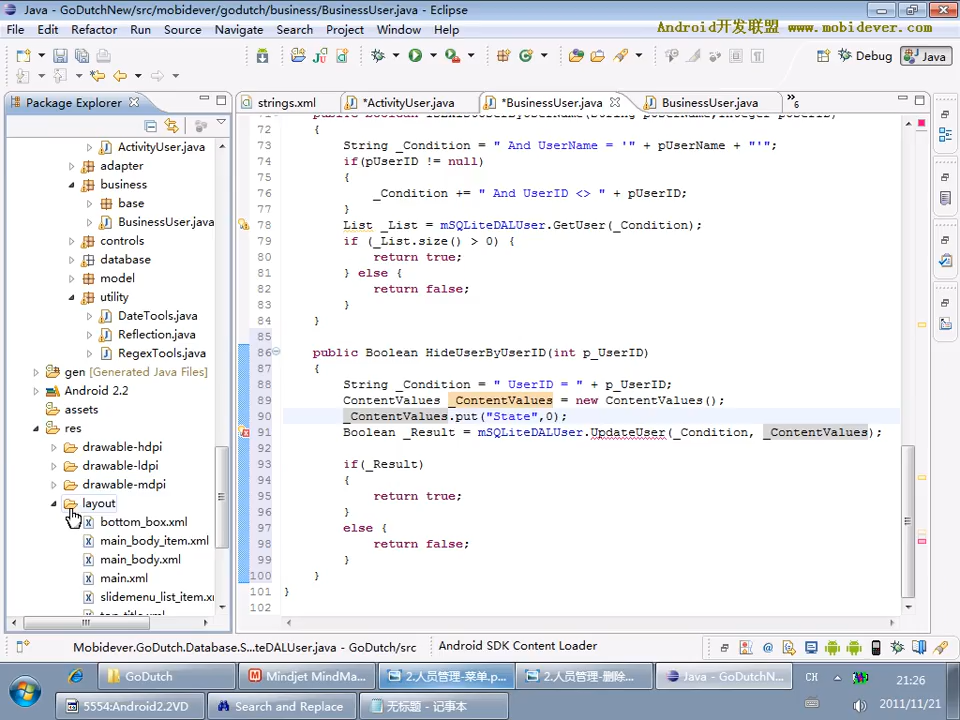 Java - GoDutchNew/src/mobidever/godutch/business/BusinessUser.java - Eclipse
File Edit Refactor Run Source Navigate Search Project Window Help
Android开发联盟 www.mobidever.com
Debug Java
Package Explorer
strings.xml *ActivityUser.java *BusinessUser.java BusinessUser.java »6
ActivityUser.java
adapter
business
base
BusinessUser.java
controls
database
model
utility
DateTools.java
Reflection.java
RegexTools.java
gen [Generated Java Files]
Android 2.2
assets
res
drawable-hdpi
drawable-ldpi
drawable-mdpi
layout
bottom_box.xml
main_body_item.xml
main_body.xml
main.xml
slidemenu_list_item.xm
72 {
73 String _Condition = " And UserName = '" + pUserName + "'";
74 if(pUserID != null)
75 {
76 _Condition += " And UserID <> " + pUserID;
77 }
78 List _List = mSQLiteDALUser.GetUser(_Condition);
79 if (_List.size() > 0) {
80 return true;
81 } else {
82 return false;
83 }
84 }
85
86 public Boolean HideUserByUserID(int p_UserID)
87 {
88 String _Condition = " UserID = " + p_UserID;
89 ContentValues _ContentValues = new ContentValues();
90 _ContentValues.put("State",0);
91 Boolean _Result = mSQLiteDALUser.UpdateUser(_Condition, _ContentValues);
92
93 if(_Result)
94 {
95 return true;
96 }
97 else {
98 return false;
99 }
100 }
101 }
102
Mobidever.GoDutch.Database.S...teDALUser.java - GoDutch/src
Android SDK Content Loader
GoDutch Mindjet MindMa... 2.人员管理-菜单.p... 2.人员管理-删除... Java - GoDutchN... CH 21:26
5554:Android2.2VD Search and Replace 无标题 - 记事本 2011/11/21